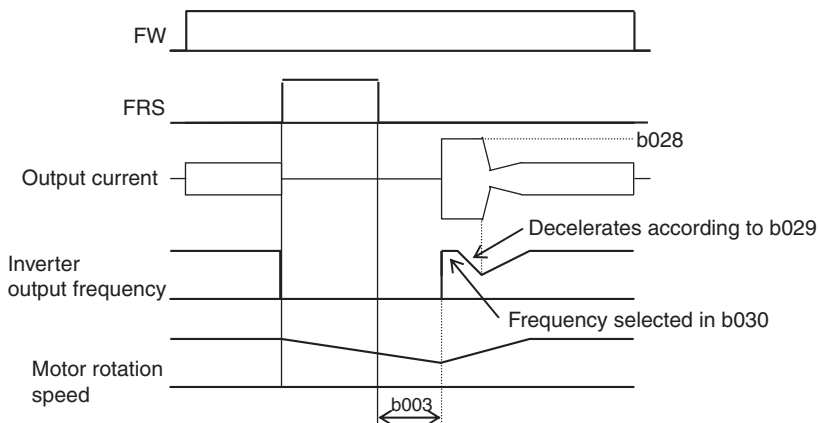 FW
FRS
b028
Output current
Decelerates according to b029
Inverter
output frequency
Frequency selected in b030
Motor rotation
speed
b003